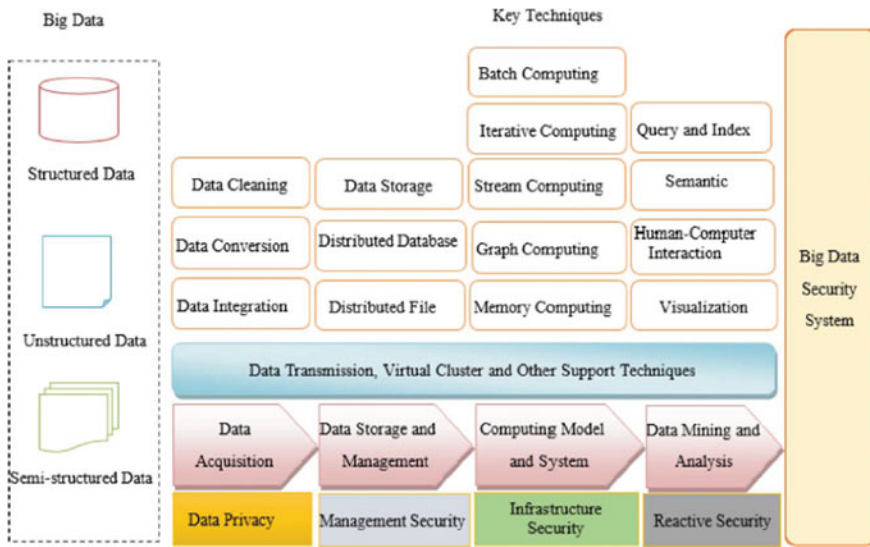 Big Data
Key Techniques
Structured Data
Unstructured Data
Semi-structured Data
Batch Computing
Iterative Computing
Query and Index
Data Cleaning
Data Storage
Stream Computing
Semantic
Data Conversion
Distributed Database
Graph Computing
Human-Computer
Interaction
Data Integration
Distributed File
Memory Computing
Visualization
Data Transmission, Virtual Cluster and Other Support Techniques
Data
Acquisition
Data Storage and
Management
Computing Model
and System
Data Mining and
Analysis
Data Privacy
Management Security
Infrastructure
Security
Reactive Security
Big Data
Security
System